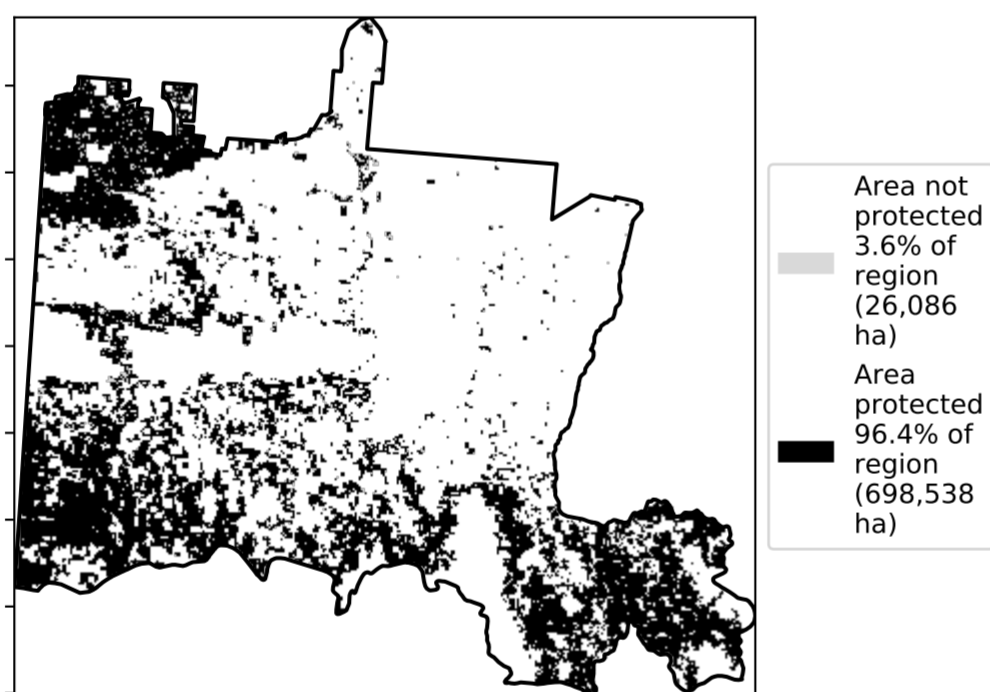 Area not
protected
3.6% of
region
(26,086
ha)
Area
protected
96.4% of
region
(698,538
ha)